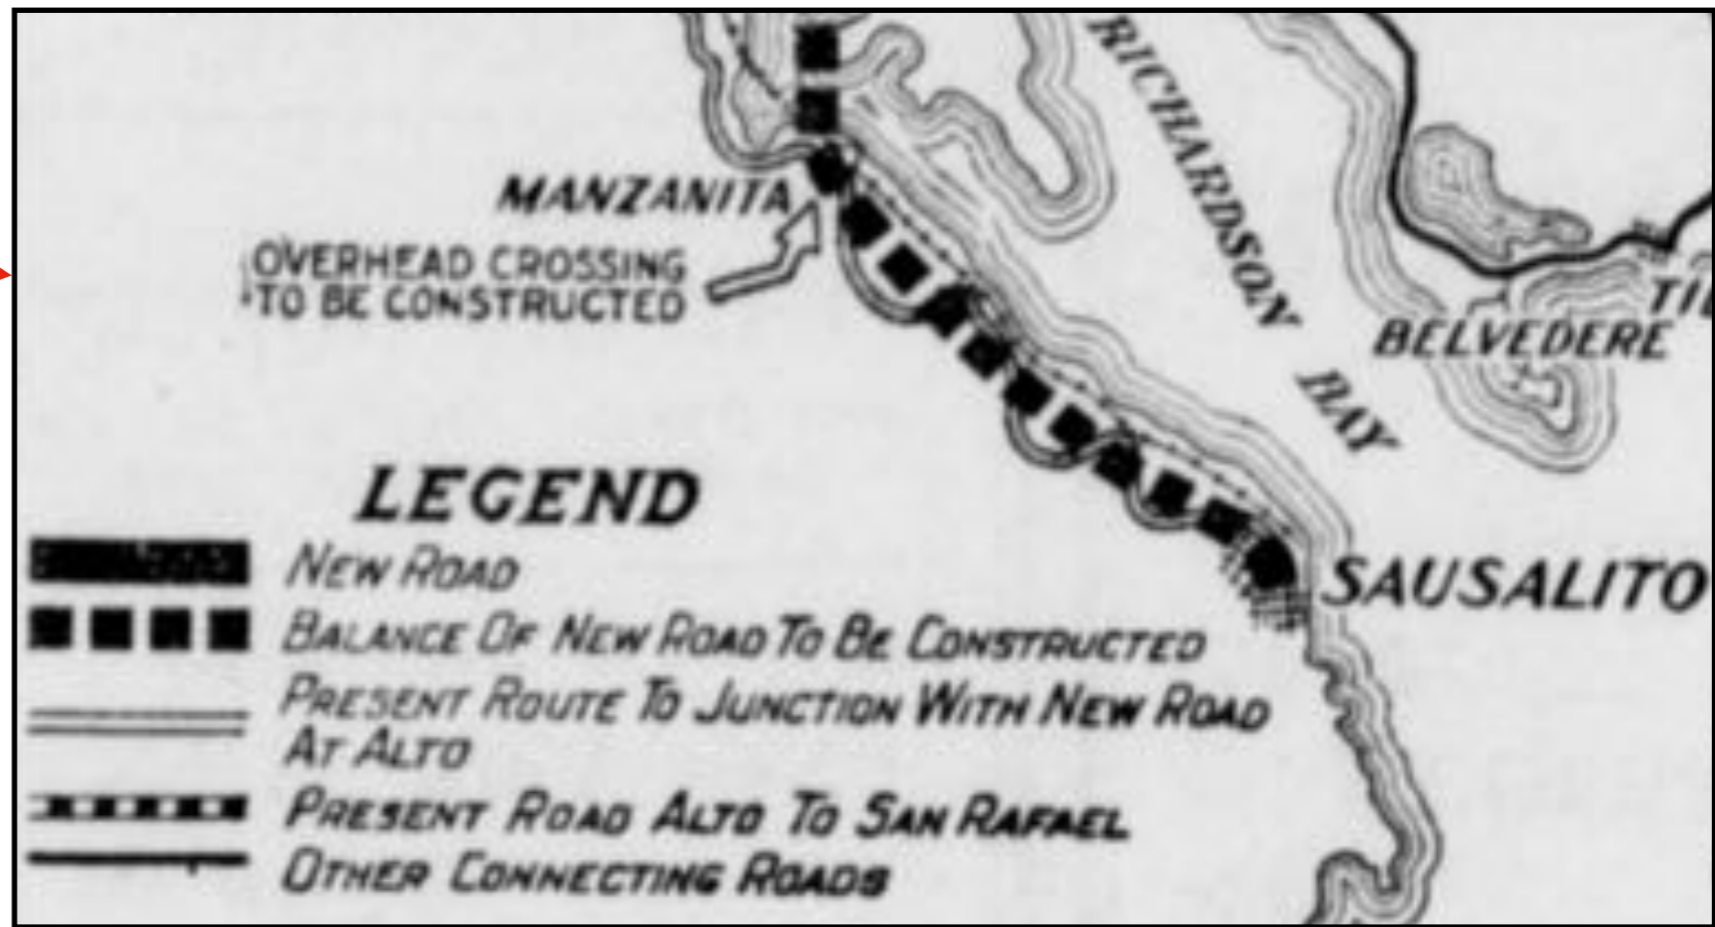 RICHARDSON BAY
MANZANITA
OVERHEAD CROSSING
TO BE CONSTRUCTED
BELVEDERE
LEGEND
NEW ROAD
SAUSALITO
BALANCE OF NEW ROAD TO BE CONSTRUCTED
PRESENT ROUTE TO JUNCTION WITH NEW ROAD
AT ALTO
PRESENT ROAD ALTO TO SAN RAFAEL
OTHER CONNECTING ROADS